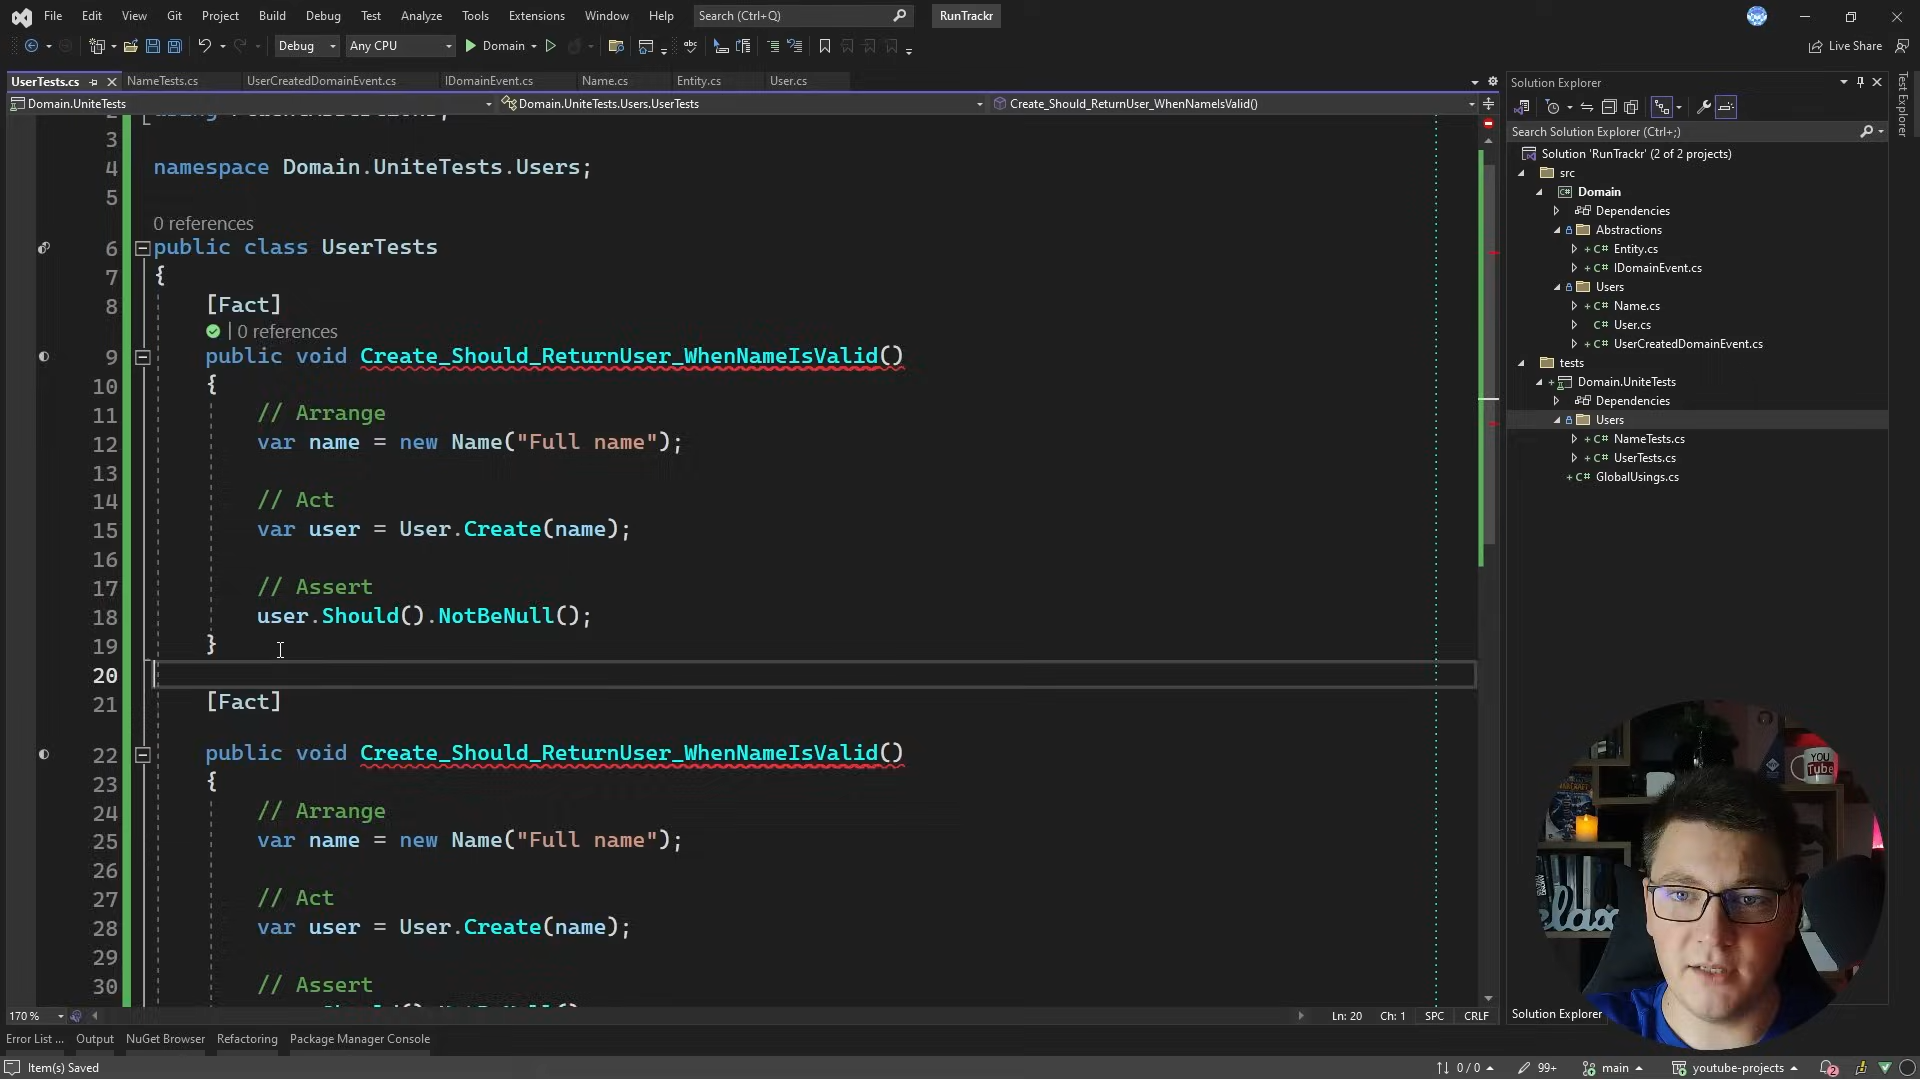 File Edit View Git Project Build Debug Test Analyze Tools Extensions Window Help Search (Ctrl+Q) RunTrackr
Debug Any CPU Domain Live Share
UserTests.cs NameTests.cs UserCreatedDomainEvent.cs IDomainEvent.cs Name.cs Entity.cs User.cs
Domain.UniteTests Domain.UniteTests.Users.UserTests Create_Should_ReturnUser_WhenNameIsValid()
3
4 namespace Domain.UniteTests.Users;
5
0 references
6 public class UserTests
7 {
8 [Fact]
| 0 references
9 public void Create_Should_ReturnUser_WhenNameIsValid()
10 {
11 // Arrange
12 var name = new Name("Full name");
13
14 // Act
15 var user = User.Create(name);
16
17 // Assert
18 user.Should().NotBeNull();
19 }
20
21 [Fact]
22 public void Create_Should_ReturnUser_WhenNameIsValid()
23 {
24 // Arrange
25 var name = new Name("Full name");
26
27 // Act
28 var user = User.Create(name);
29
30 // Assert
170 % Ln: 20 Ch: 1 SPC CRLF
Error List ... Output NuGet Browser Refactoring Package Manager Console
Item(s) Saved 0 / 0 99+ main youtube-projects 2
Solution Explorer
Search Solution Explorer (Ctrl+;)
Solution 'RunTrackr' (2 of 2 projects)
src
C# Domain
Dependencies
Abstractions
+ C# Entity.cs
+ C# IDomainEvent.cs
Users
+ C# Name.cs
C# User.cs
+ C# UserCreatedDomainEvent.cs
tests
+ Domain.UniteTests
Dependencies
Users
+ C# NameTests.cs
+ C# UserTests.cs
+ C# GlobalUsings.cs
Solution Explorer
Test Explorer
YOU
Tube
relax